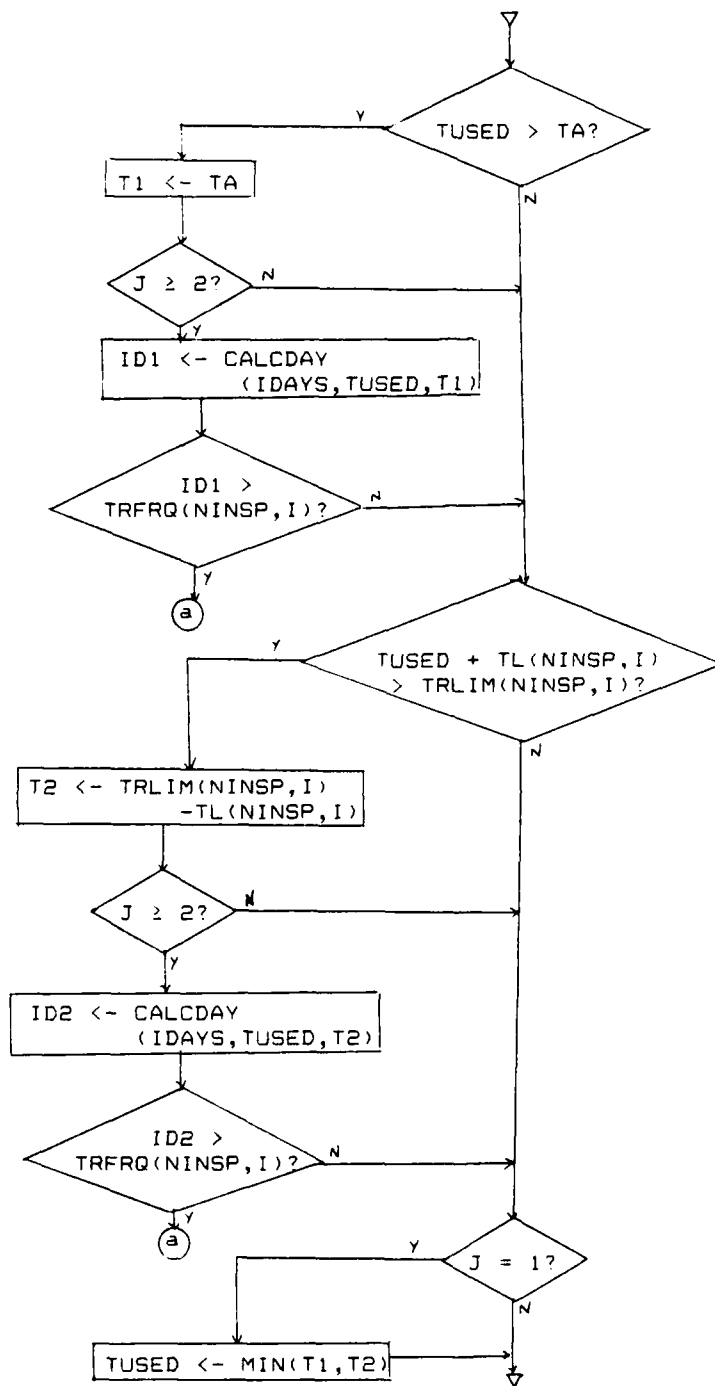 TUSED > TA?
Y
N
T1 <- TA
J ≥ 2?
N
Y
ID1 <- CALCDAY
(IDAYS,TUSED,T1)
ID1 >
TRFRQ(NINSP,I)?
N
Y
a
TUSED + TL(NINSP,I)
> TRLIM(NINSP,I)?
Y
N
T2 <- TRLIM(NINSP,I)
-TL(NINSP,I)
J ≥ 2?
N
Y
ID2 <- CALCDAY
(IDAYS,TUSED,T2)
ID2 >
TRFRQ(NINSP,I)?
N
Y
a
J = 1?
Y
N
TUSED <- MIN(T1,T2)